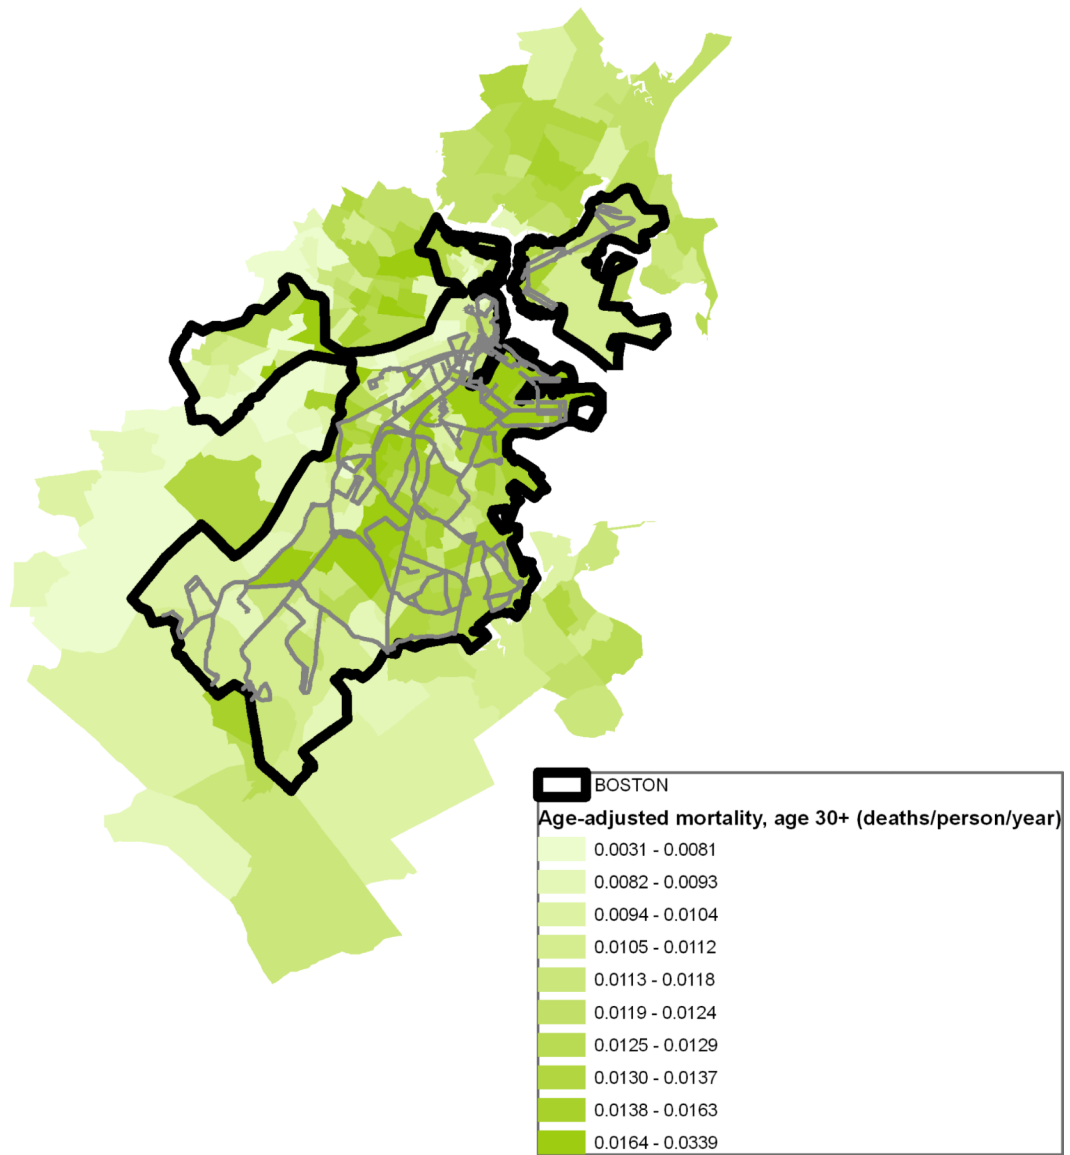 BOSTON
Age-adjusted mortality, age 30+ (deaths/person/year)
0.0031 - 0.0081
0.0082 - 0.0093
0.0094 - 0.0104
0.0105 - 0.0112
0.0113 - 0.0118
0.0119 - 0.0124
0.0125 - 0.0129
0.0130 - 0.0137
0.0138 - 0.0163
0.0164 - 0.0339